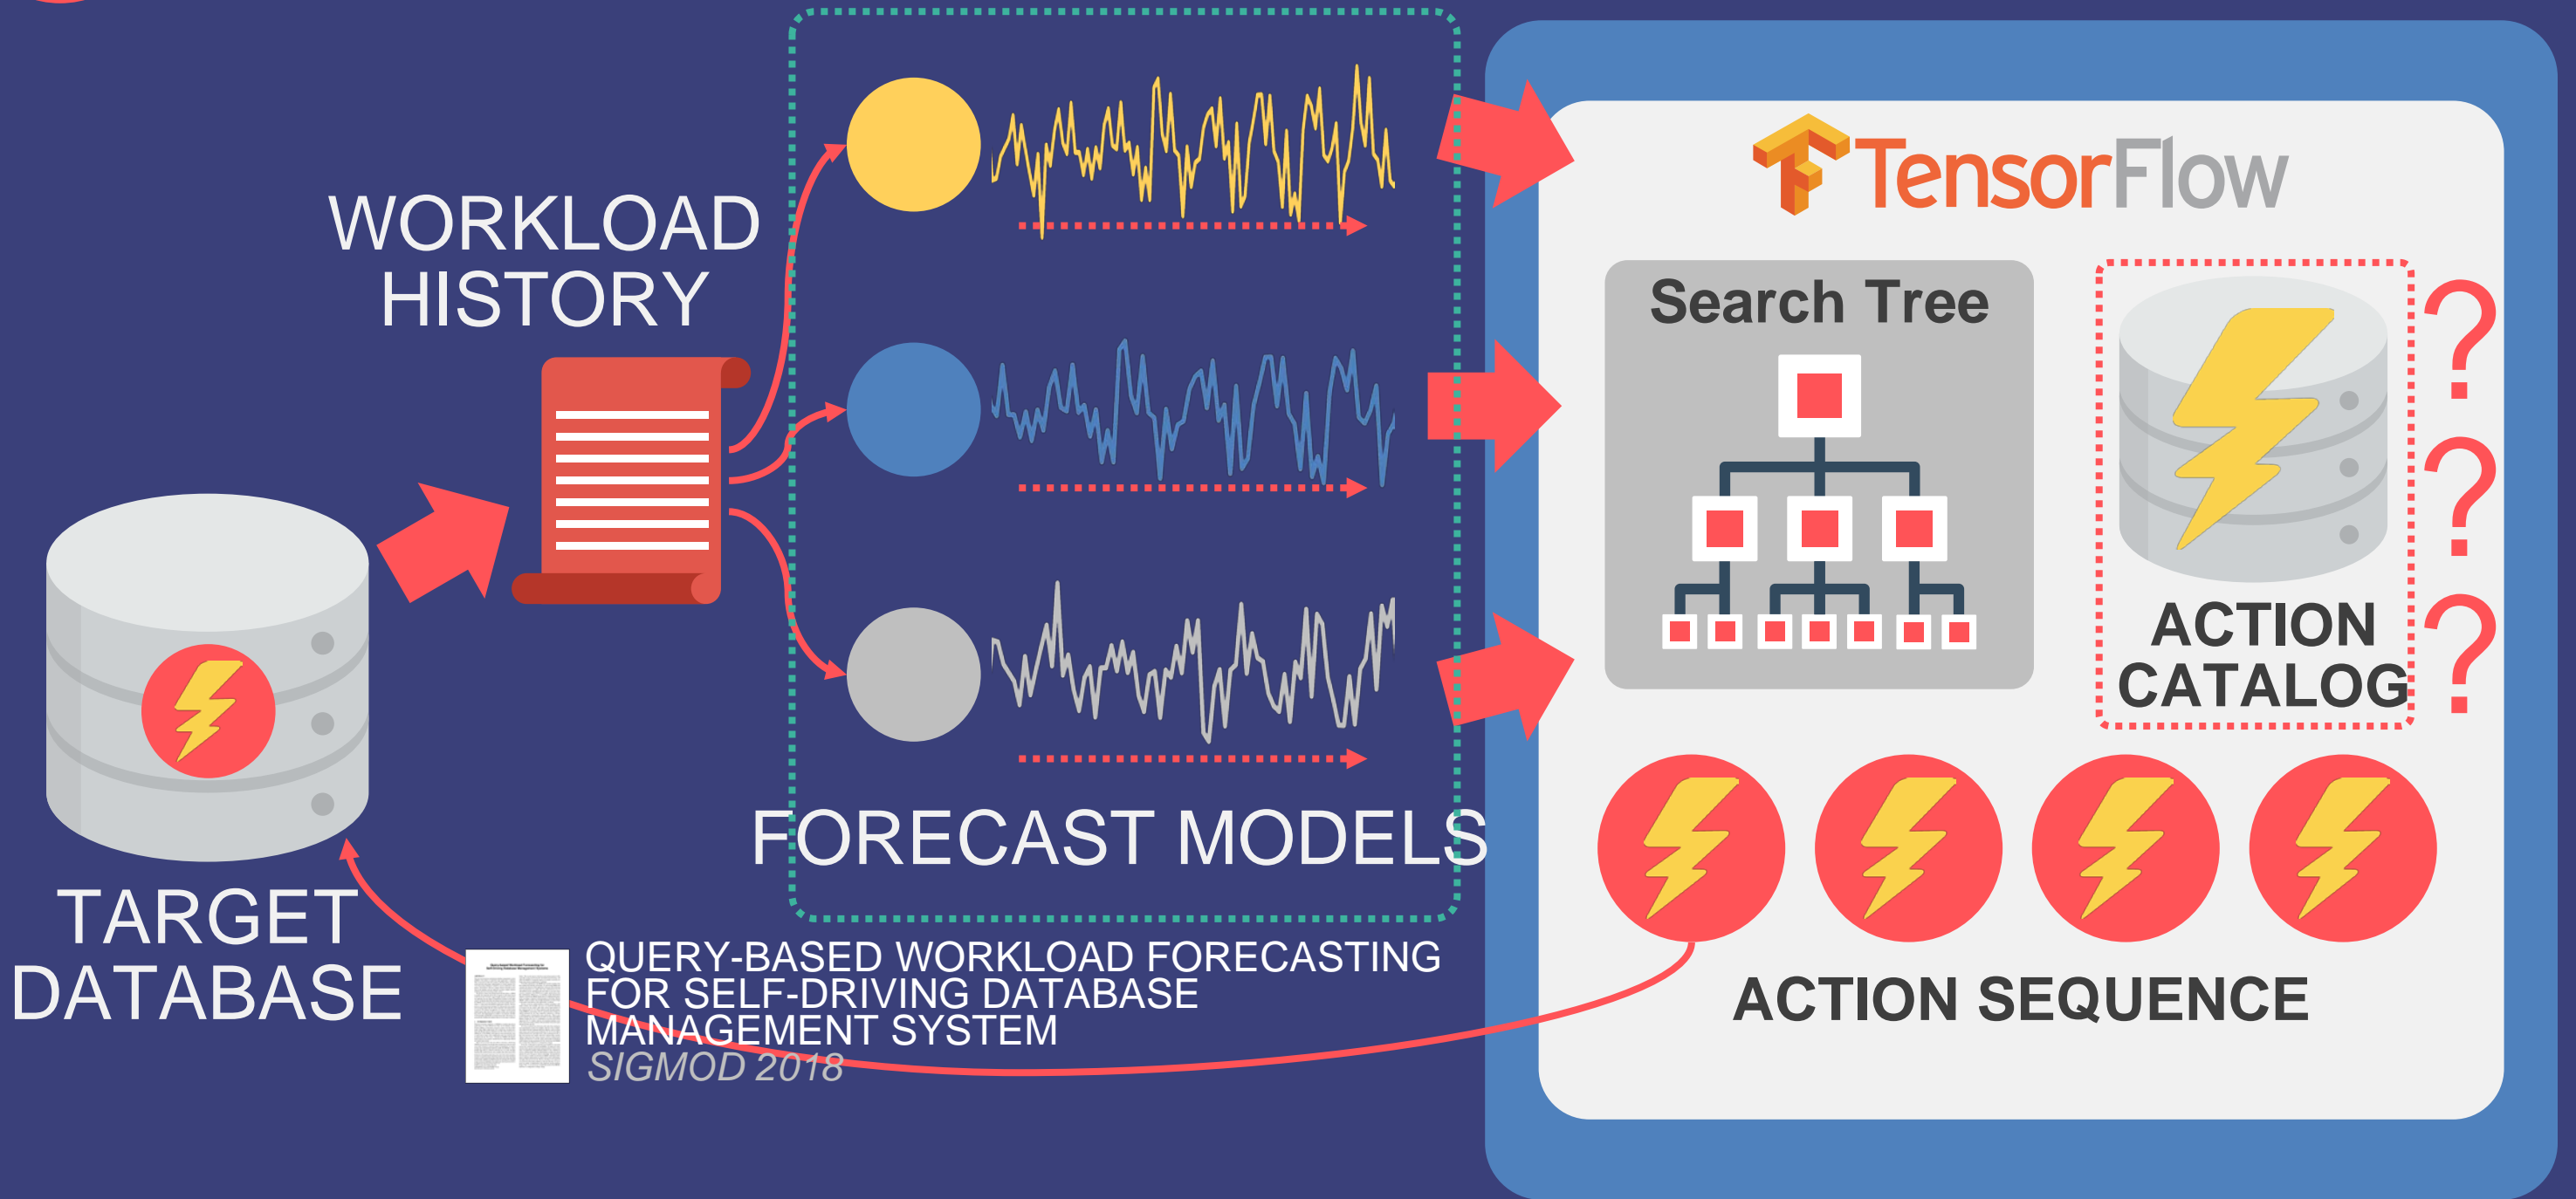 WORKLOAD
HISTORY
TARGET
DATABASE
FORECAST MODELS
QUERY-BASED WORKLOAD FORECASTING
FOR SELF-DRIVING DATABASE
MANAGEMENT SYSTEM
SIGMOD 2018
TensorFlow
Search Tree
ACTION
CATALOG
?
?
?
ACTION SEQUENCE